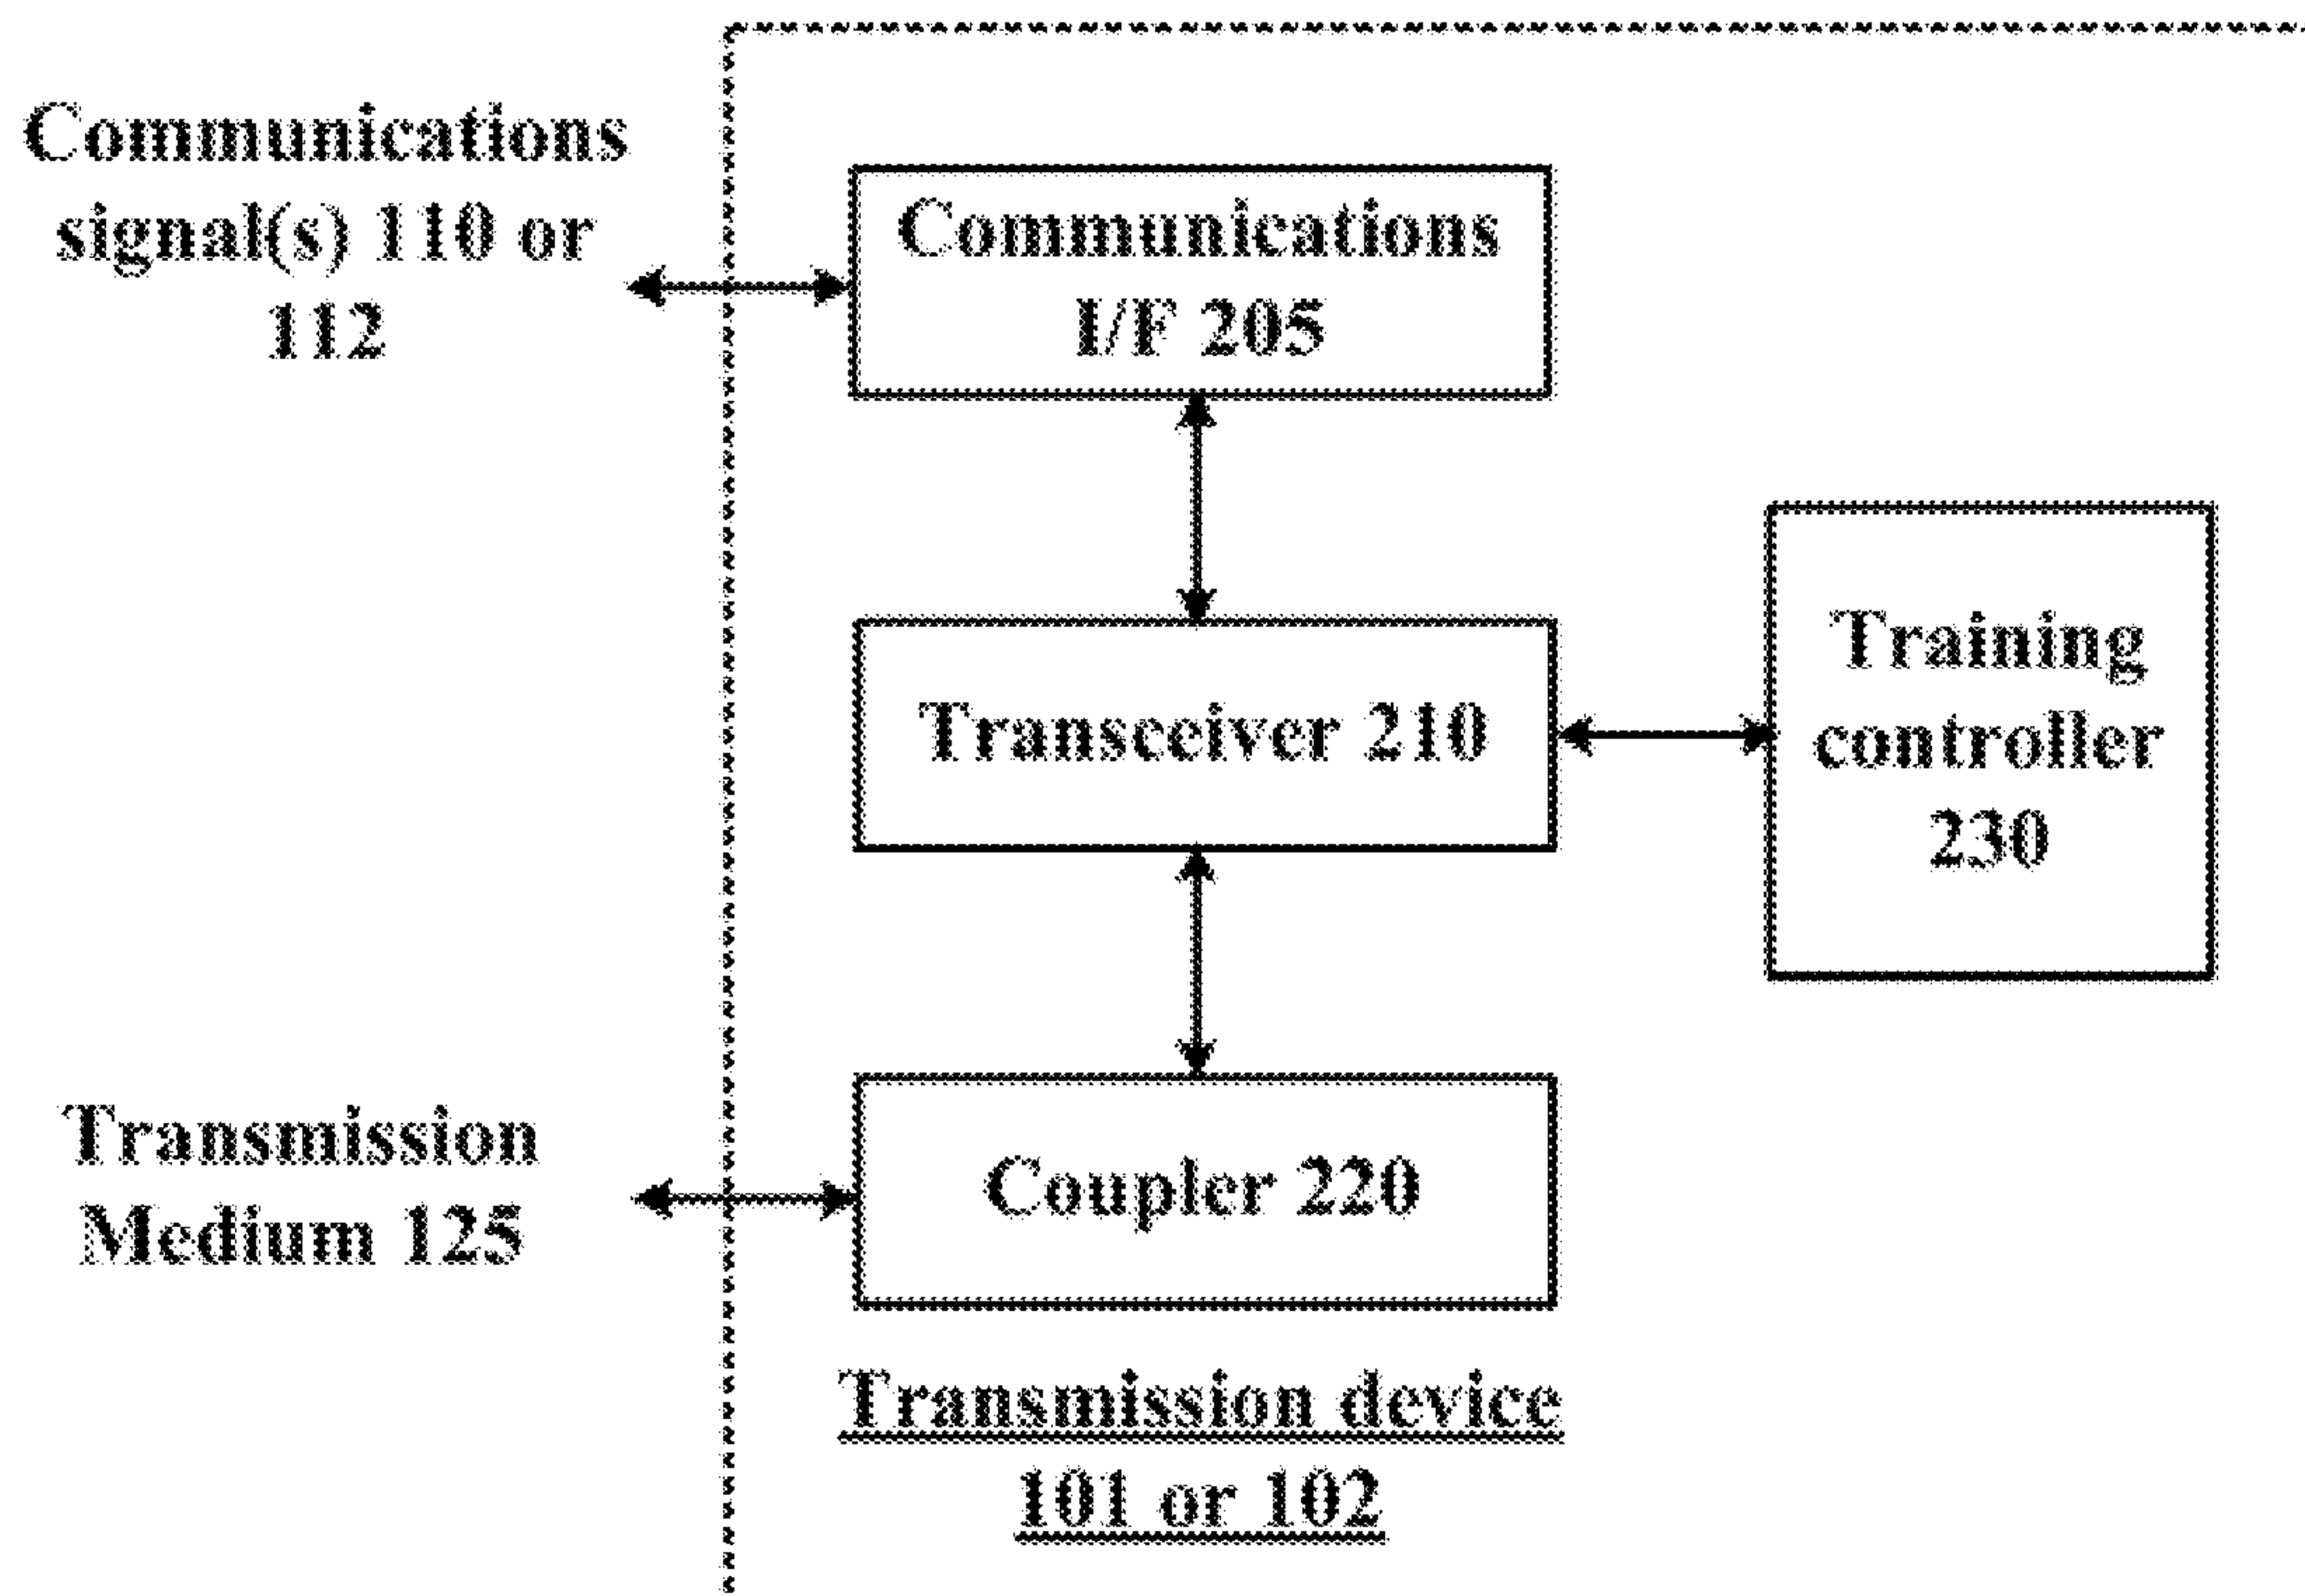 Communications
signal(s) 110 or
112
Communications
I/F 205
Transceiver 210
Training
controller
230
Transmission
Medium 125
Coupler 220
Transmission device
101 or 102